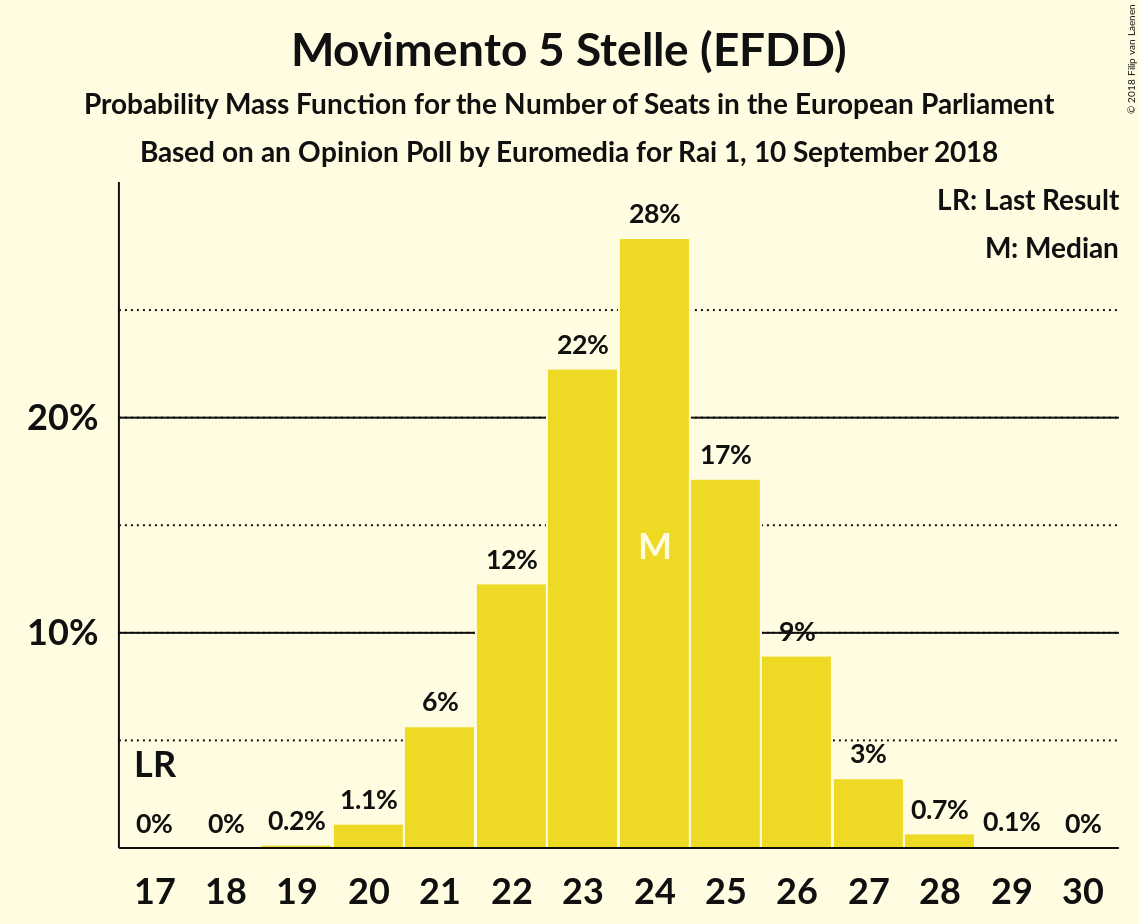 Movimento 5 Stelle (EFDD)
Probability Mass Function for the Number of Seats in the European Parliament
Based on an Opinion Poll by Euromedia for Rai 1, 10 September 2018
© 2018 Filip van Laenen
LR: Last Result
M: Median
28%
22%
20%
17%
M
12%
10%
9%
6%
3%
LR
1.1%
0.7%
0% 0% 0.2% 0.1% 0%
17 18 19 20 21 22 23 24 25 26 27 28 29 30